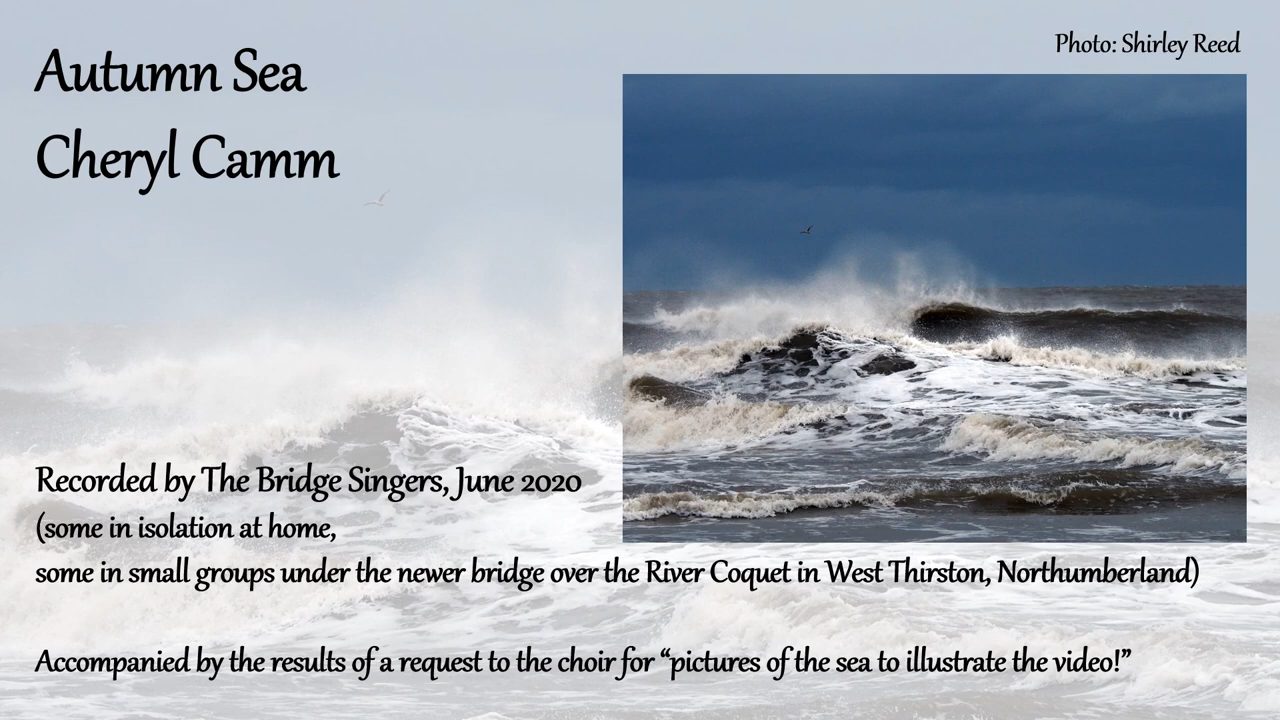 Photo: Shirley Reed
Autumn Sea
Cheryl Camm
Recorded by The Bridge Singers, June 2020
(some in isolation at home,
some in small groups under the newer bridge over the River Coquet in West Thirston, Northumberland)
Accompanied by the results of a request to the choir for “pictures of the sea to illustrate the video!”